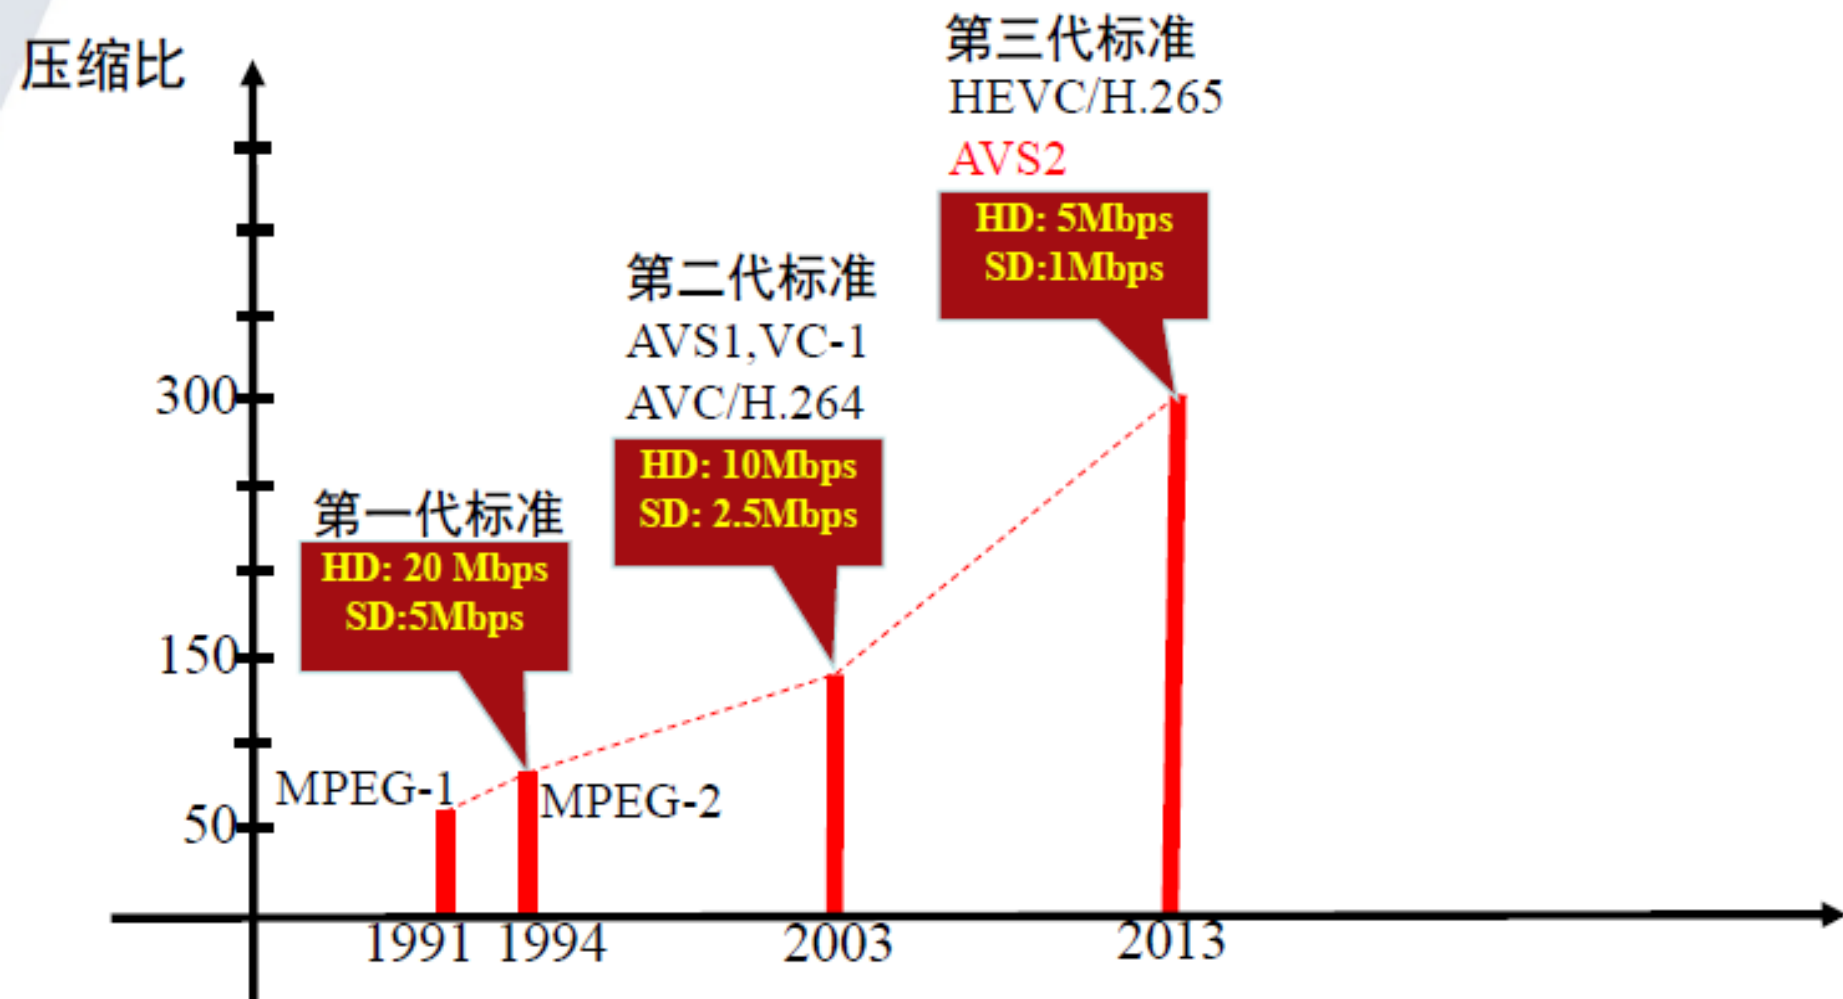 压缩比
第三代标准
HEVC/H.265
AVS2
HD: 5Mbps
SD:1Mbps
第二代标准
AVS1,VC-1
AVC/H.264
HD: 10Mbps
SD: 2.5Mbps
第一代标准
HD: 20 Mbps
SD:5Mbps
300
150
50
MPEG-1
MPEG-2
1991
1994
2003
2013